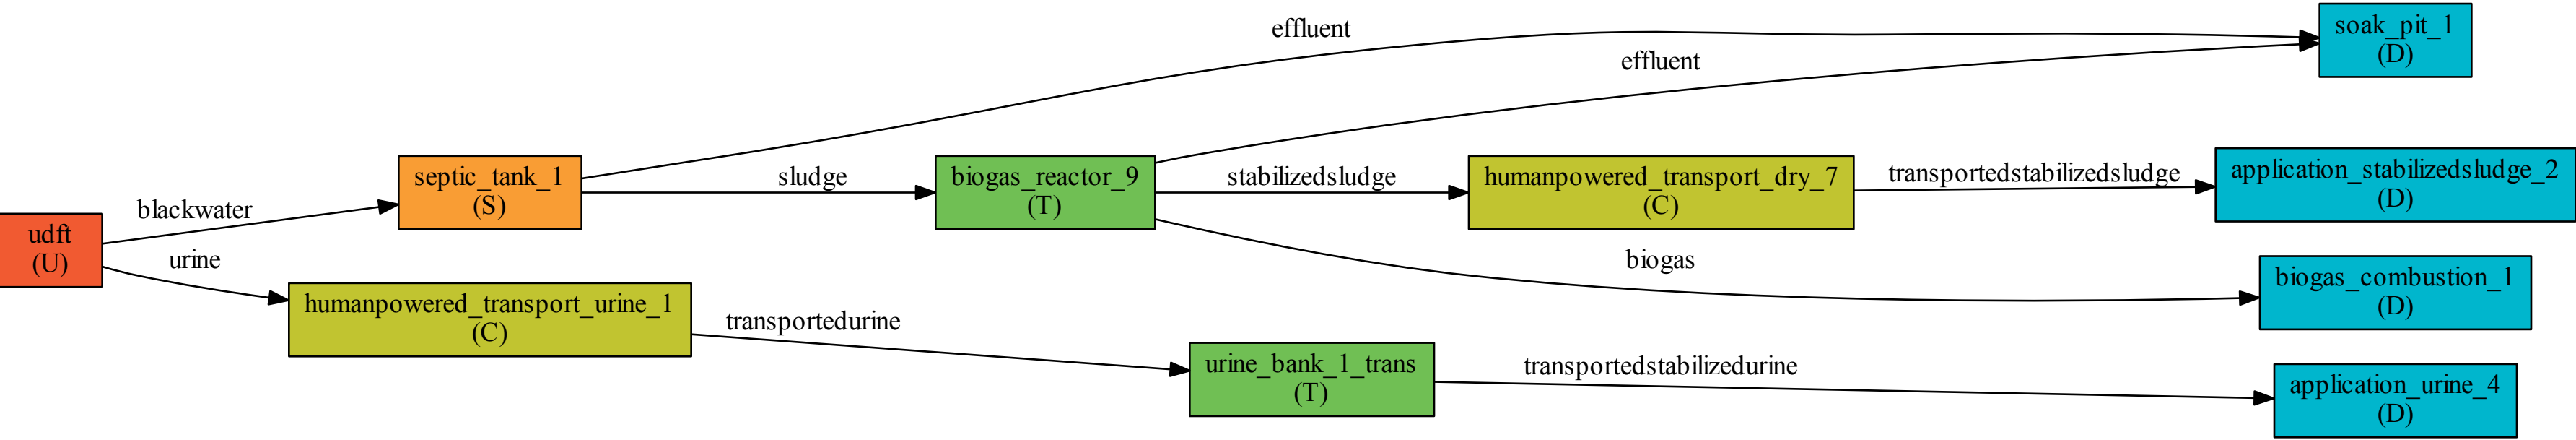 effluent
soak_pit_1
(D)
effluent
septic_tank_1
(S)
sludge
biogas_reactor_9
(T)
stabilizedsludge
humanpowered_transport_dry_7
(C)
transportedstabilizedsludge
application_stabilizedsludge_2
(D)
blackwater
udft
(U)
urine
biogas
biogas_combustion_1
(D)
humanpowered_transport_urine_1
(C)
transportedurine
urine_bank_1_trans
(T)
transportedstabilizedurine
application_urine_4
(D)